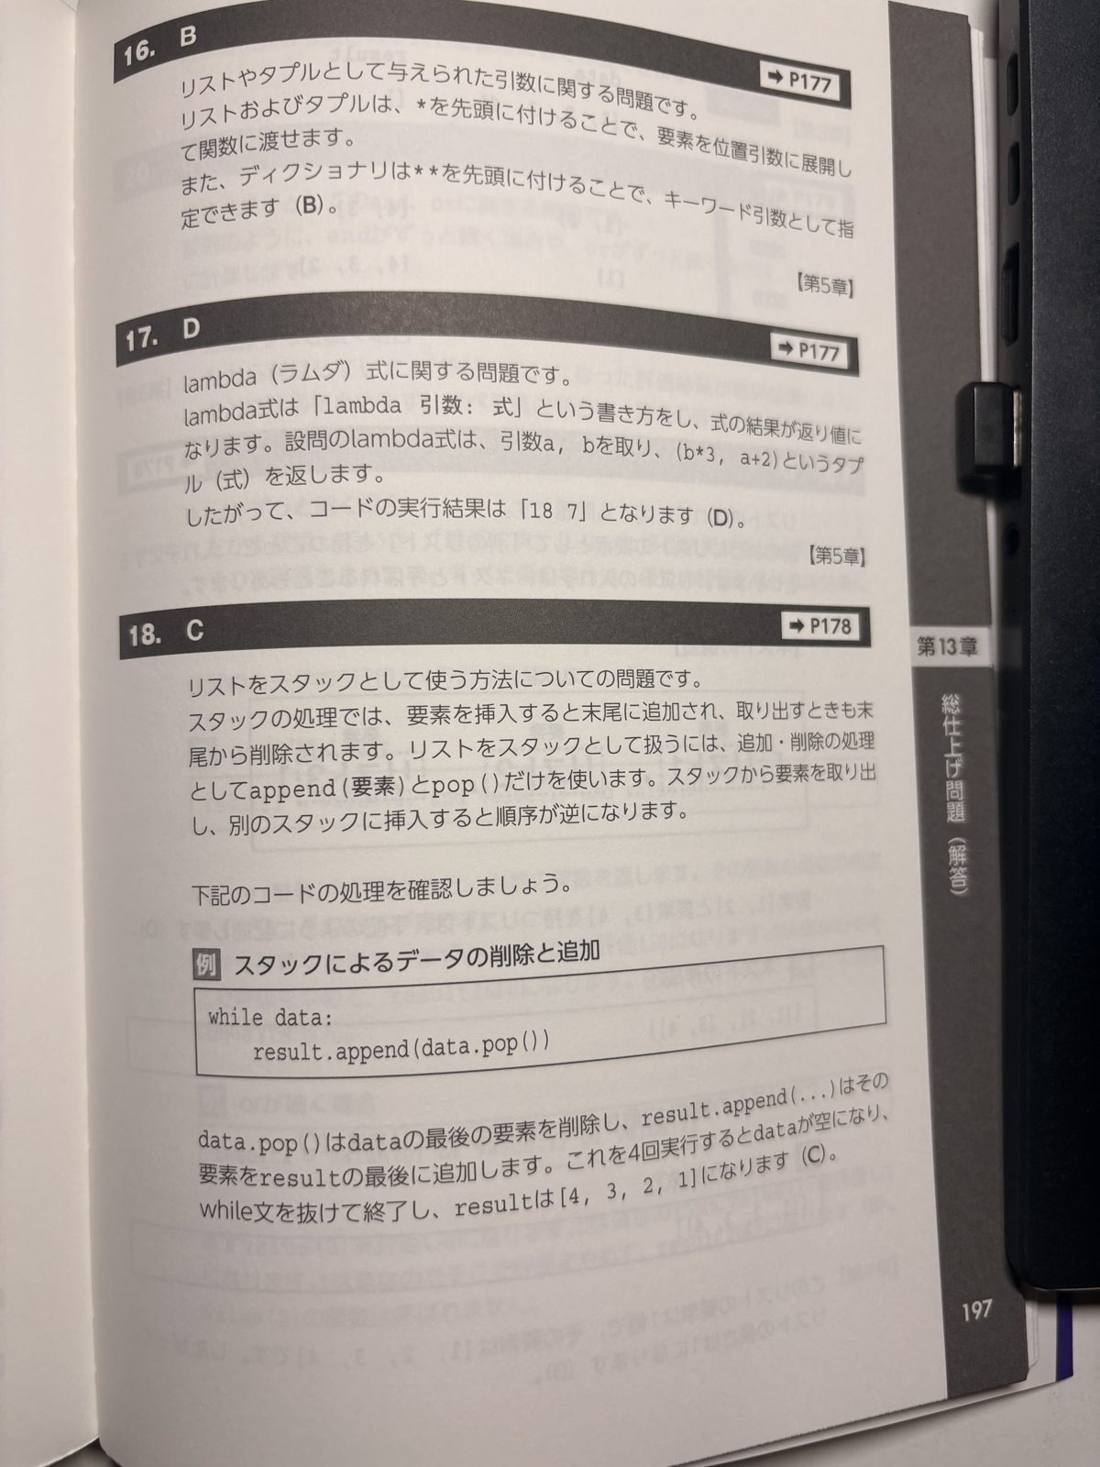 16. B
➡ P177
リストやタプルとして与えられた引数に関する問題です。
リストおよびタプルは、*を先頭に付けることで、要素を位置引数に展開し
て関数に渡せます。
また、ディクショナリは**を先頭に付けることで、キーワード引数として指
定できます（B）。
【第5章】
17. D
➡ P177
lambda（ラムダ）式に関する問題です。
lambda式は「lambda 引数: 式」という書き方をし、式の結果が返り値に
なります。設問のlambda式は、引数a, bを取り、(b*3, a+2)というタプ
ル（式）を返します。
したがって、コードの実行結果は「18 7」となります（D）。
【第5章】
18. C
➡ P178
リストをスタックとして使う方法についての問題です。
スタックの処理では、要素を挿入すると末尾に追加され、取り出すときも末
尾から削除されます。リストをスタックとして扱うには、追加・削除の処理
としてappend(要素)とpop()だけを使います。スタックから要素を取り出
し、別のスタックに挿入すると順序が逆になります。
下記のコードの処理を確認しましょう。
例 スタックによるデータの削除と追加
while data:
    result.append(data.pop())
data.pop()はdataの最後の要素を削除し、result.append(...)はその
要素をresultの最後に追加します。これを4回実行するとdataが空になり、
while文を抜けて終了し、resultは[4, 3, 2, 1]になります（C）。
第13章
総仕上げ問題（解答）
197